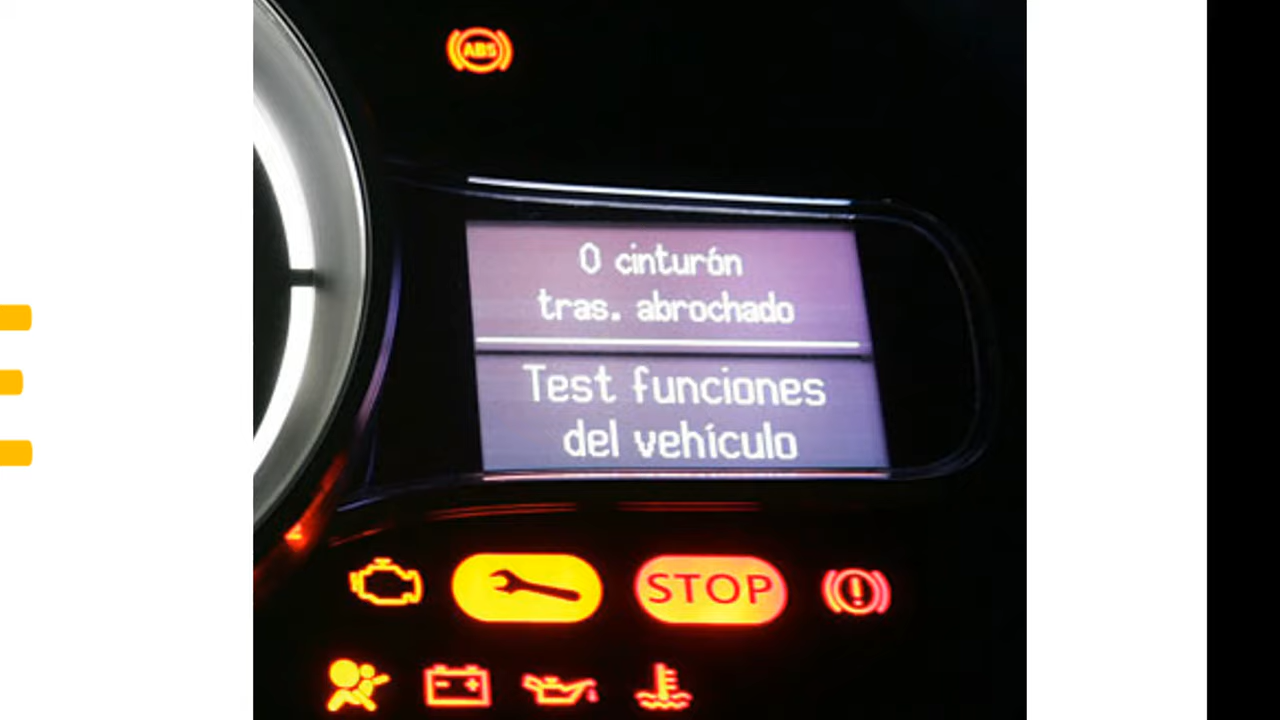 ABS
0 cinturón
tras. abrochado
Test funciones
del vehículo
STOP